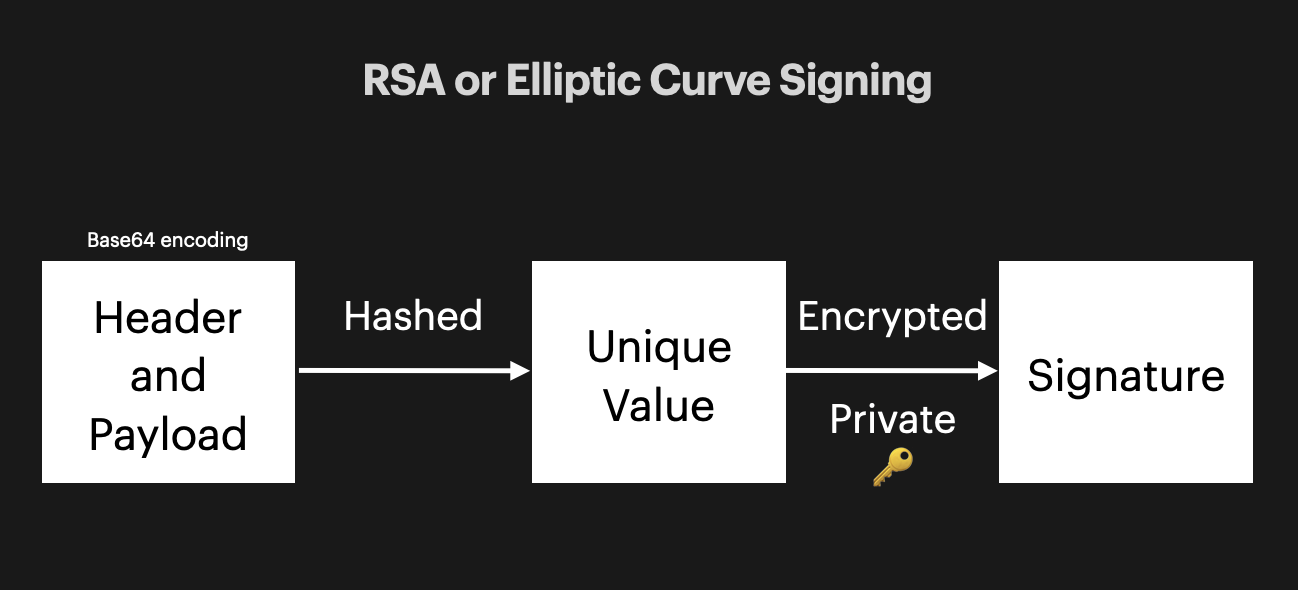 RSA or Elliptic Curve Signing
Base64 encoding
Header
and
Payload
Hashed
Unique
Value
Encrypted
Private
Signature